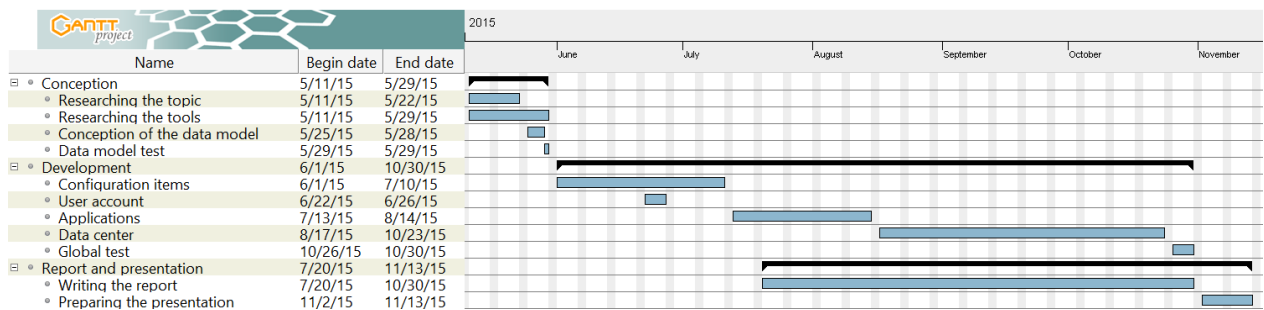 GANTT
project
2015
June July August September October November
Name Begin date End date
Conception 5/11/15 5/29/15
Researching the topic 5/11/15 5/22/15
Researching the tools 5/11/15 5/29/15
Conception of the data model 5/25/15 5/28/15
Data model test 5/29/15 5/29/15
Development 6/1/15 10/30/15
Configuration items 6/1/15 7/10/15
User account 6/22/15 6/26/15
Applications 7/13/15 8/14/15
Data center 8/17/15 10/23/15
Global test 10/26/15 10/30/15
Report and presentation 7/20/15 11/13/15
Writing the report 7/20/15 10/30/15
Preparing the presentation 11/2/15 11/13/15